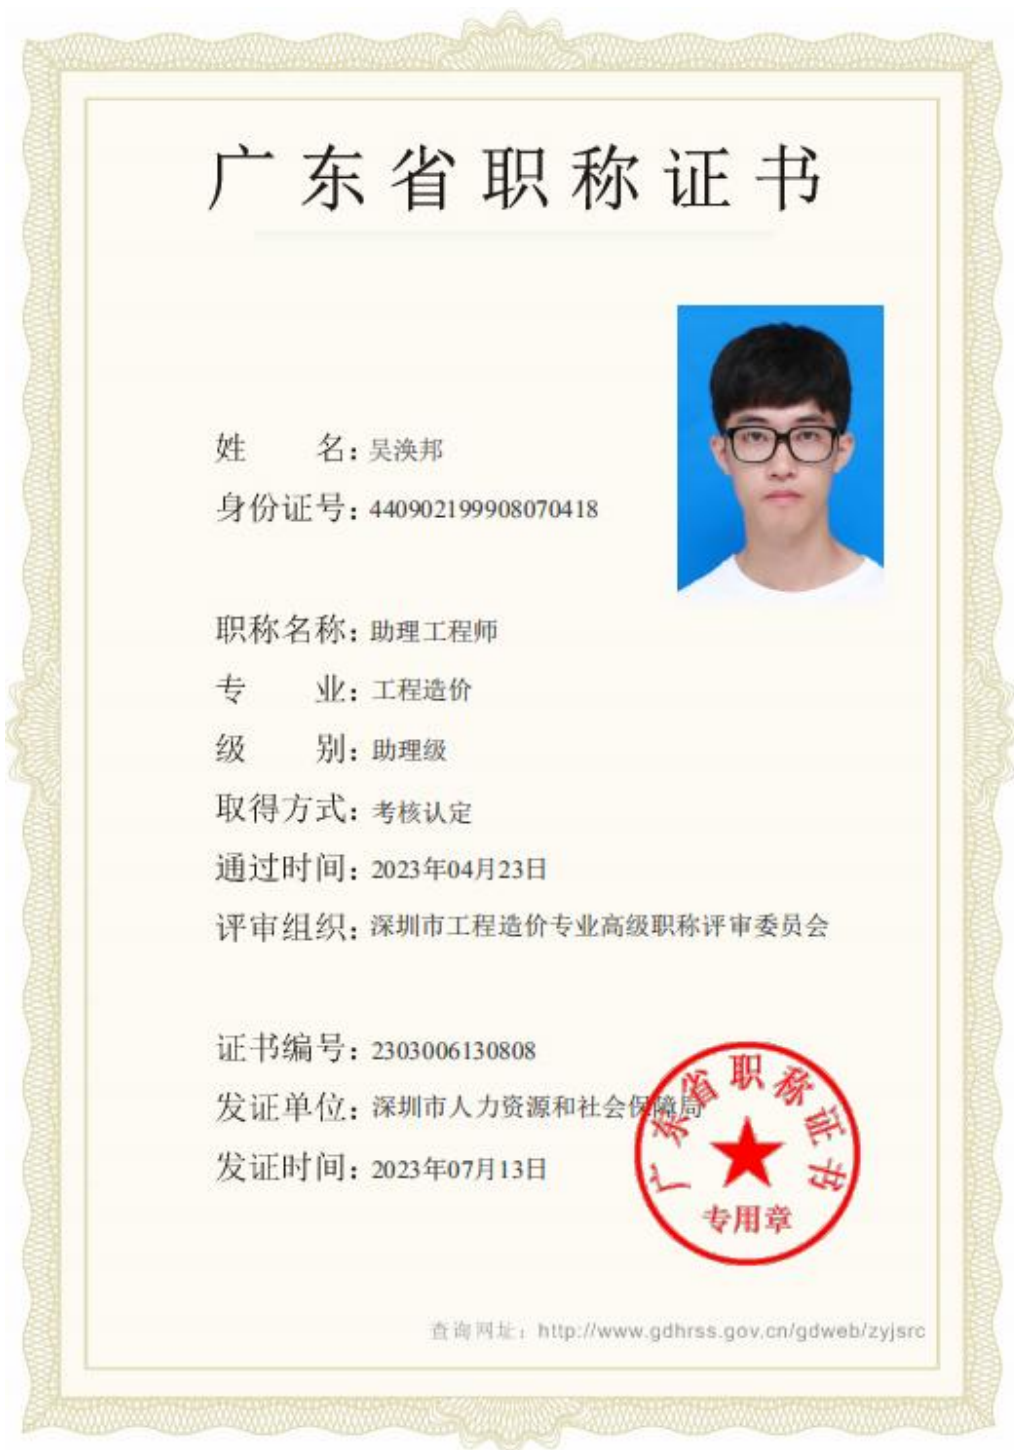 广东省职称证书
姓 名：吴涣邦
身份证号：440902199908070418
职称名称：助理工程师
专 业：工程造价
级 别：助理级
取得方式：考核认定
通过时间：2023年04月23日
评审组织：深圳市工程造价专业高级职称评审委员会
证书编号：2303006130808
发证单位：深圳市人力资源和社会保障局
发证时间：2023年07月13日
广东省职称证书
专用章
查询网址：http://www.gdhrss.gov.cn/gdweb/zyjsrc